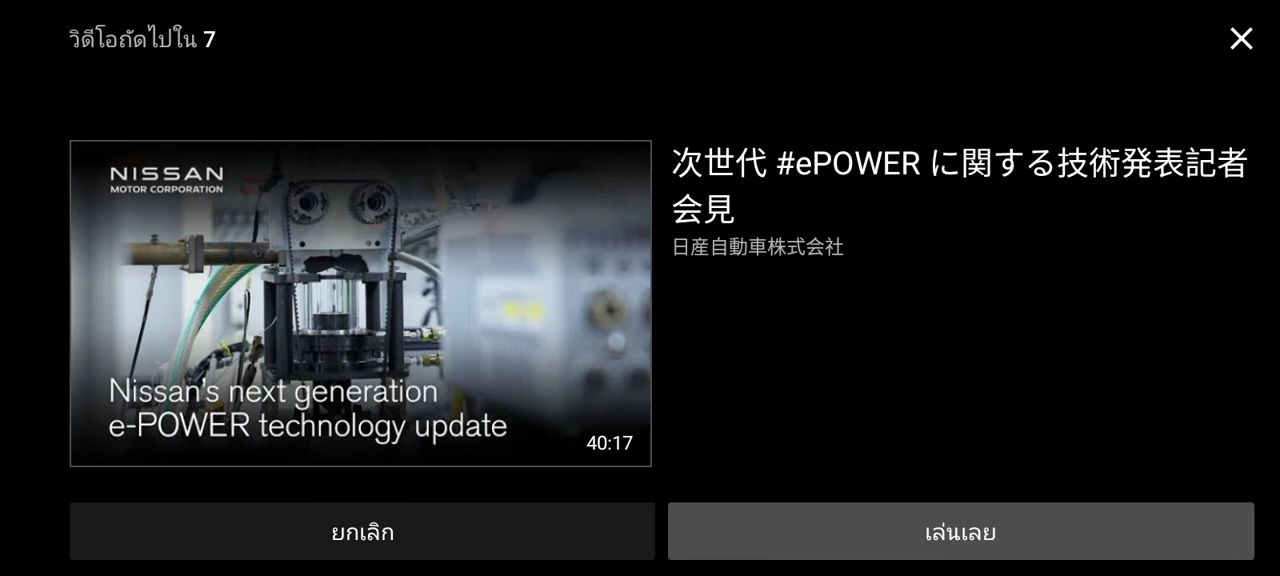 วิดีโอถัดไปใน 7
NISSAN
MOTOR CORPORATION
Nissan's next generation
e-POWER technology update
40:17
次世代 #ePOWER に関する技術発表記者
会見
日産自動車株式会社
ยกเลิก
เล่นเลย